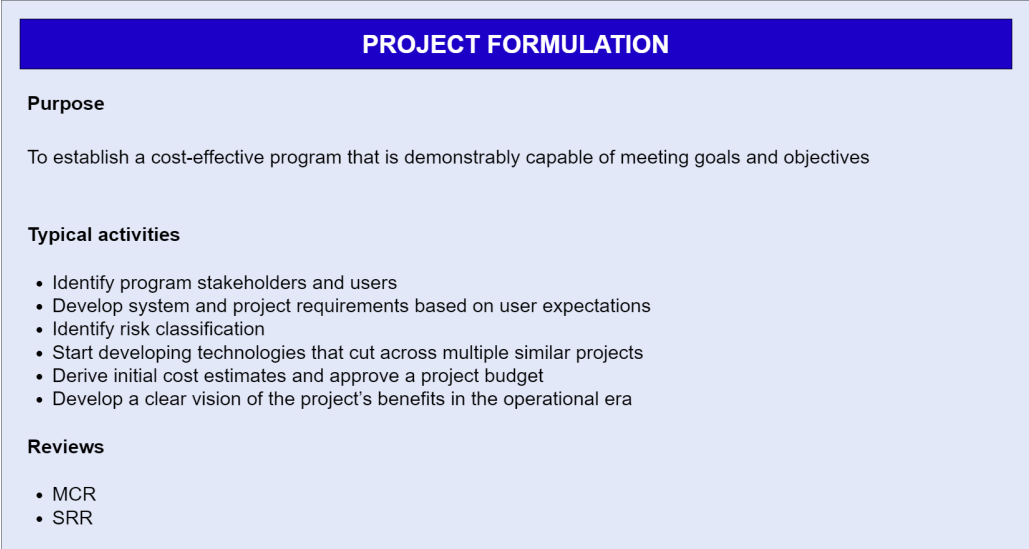 PROJECT FORMULATION
Purpose
To establish a cost-effective program that is demonstrably capable of meeting goals and objectives
Typical activities
• Identify program stakeholders and users
• Develop system and project requirements based on user expectations
• Identify risk classification
• Start developing technologies that cut across multiple similar projects
• Derive initial cost estimates and approve a project budget
• Develop a clear vision of the project’s benefits in the operational era
Reviews
• MCR
• SRR